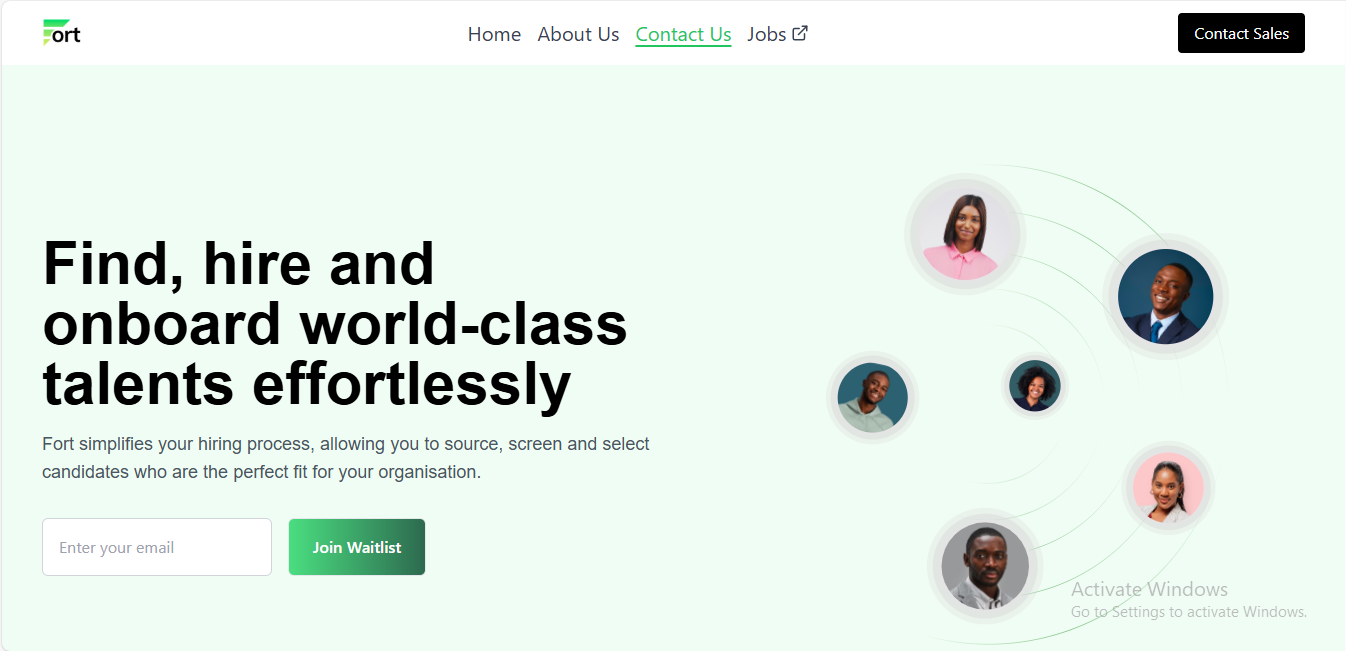 Fort
Home About Us Contact Us Jobs
Contact Sales
Find, hire and
onboard world-class
talents effortlessly
Fort simplifies your hiring process, allowing you to source, screen and select
candidates who are the perfect fit for your organisation.
Enter your email
Join Waitlist
Activate Windows
Go to Settings to activate Windows.